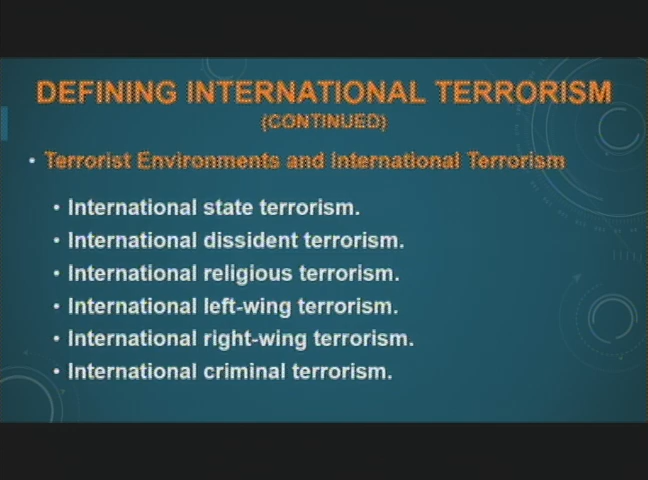 DEFINING INTERNATIONAL TERRORISM
(CONTINUED)
• Terrorist Environments and International Terrorism
• International state terrorism.
• International dissident terrorism.
• International religious terrorism.
• International left-wing terrorism.
• International right-wing terrorism.
• International criminal terrorism.